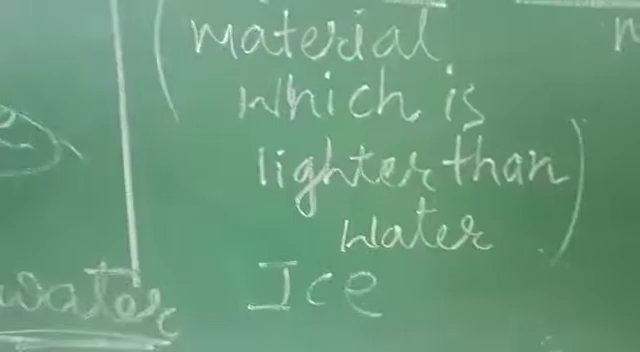 (material
which is
lighter than
water)
water
Ice